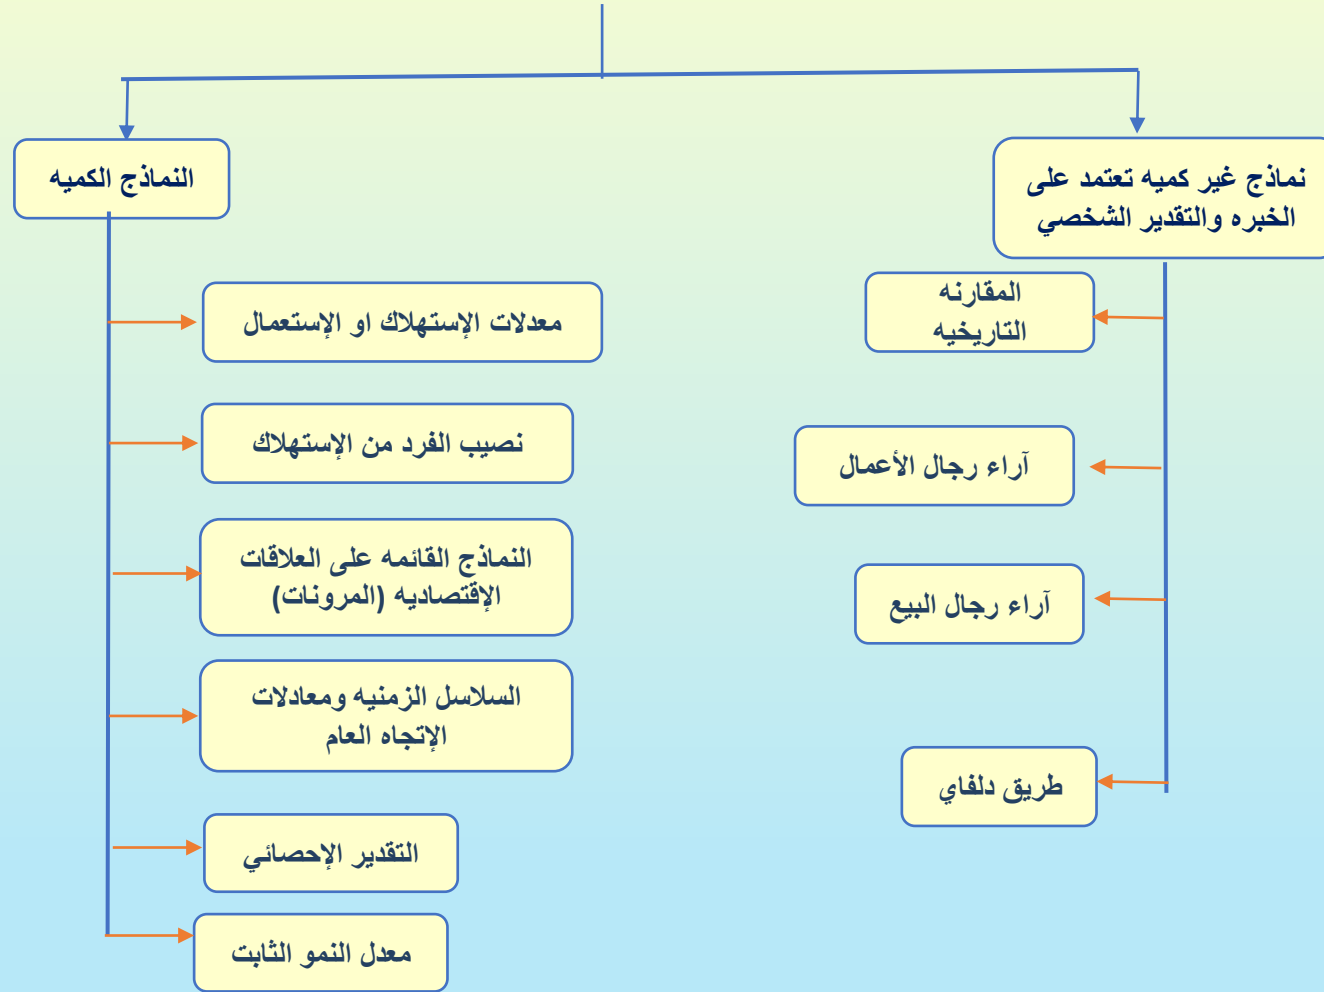 نماذج غير كميه تعتمد على
الخبره والتقدير الشخصي
المقارنه
التاريخيه
آراء رجال الأعمال
آراء رجال البيع
طريق دلفاي
النماذج الكميه
معدلات الإستهلاك او الإستعمال
نصيب الفرد من الإستهلاك
النماذج القائمه على العلاقات
الإقتصاديه (المرونات)
السلاسل الزمنيه ومعادلات
الإتجاه العام
التقدير الإحصائي
معدل النمو الثابت